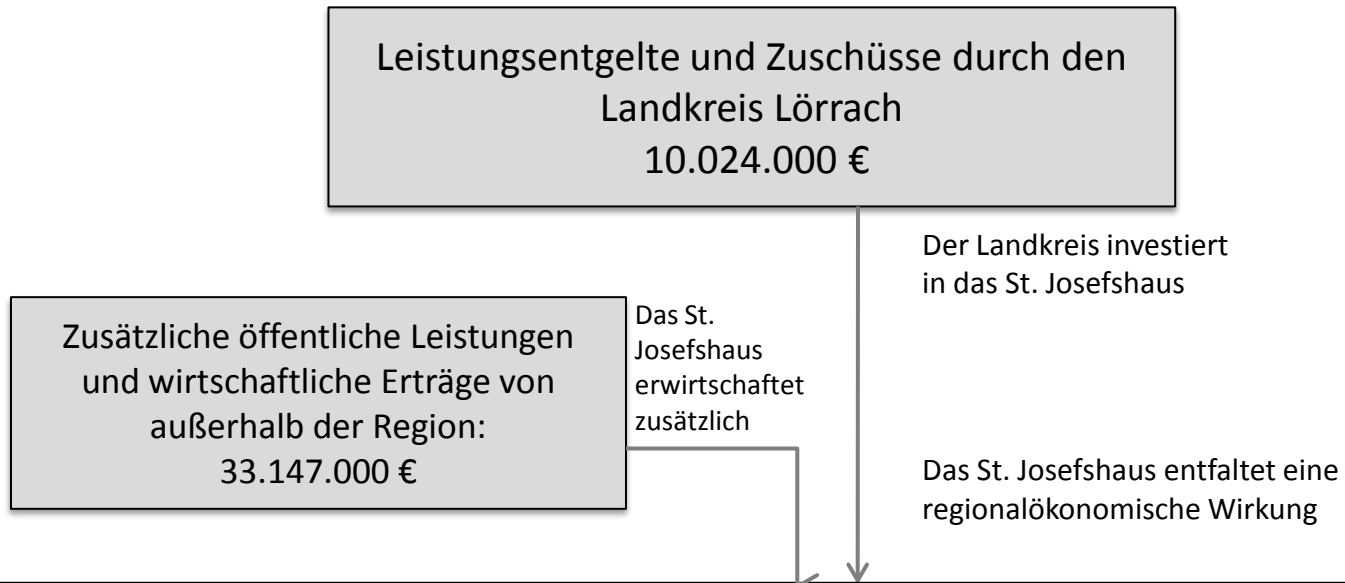 Leistungsentgelte und Zuschüsse durch den
Landkreis Lörrach
10.024.000 €
Der Landkreis investiert
in das St. Josefshaus
Zusätzliche öffentliche Leistungen
und wirtschaftliche Erträge von
außerhalb der Region:
33.147.000 €
Das St.
Josefshaus
erwirtschaftet
zusätzlich
Das St. Josefshaus entfaltet eine
regionalökonomische Wirkung